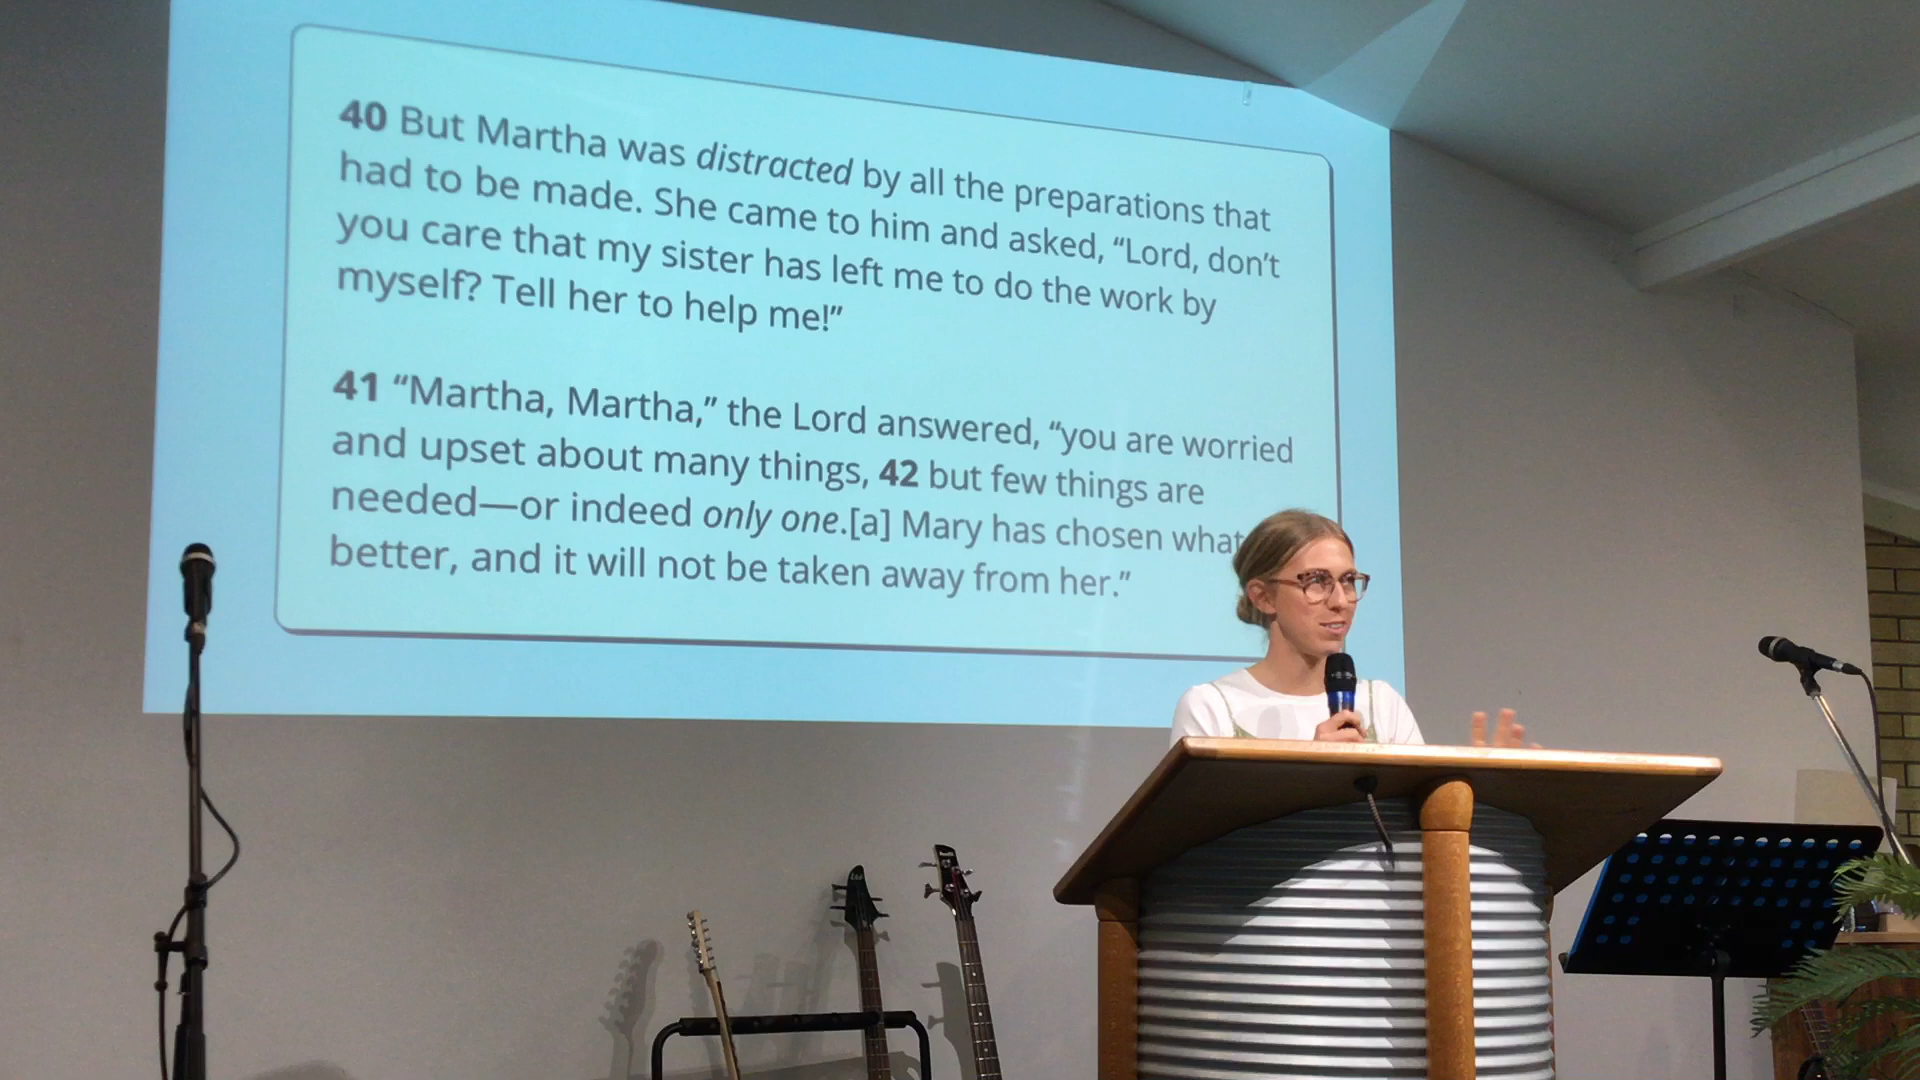 40 But Martha was distracted by all the preparations that
had to be made. She came to him and asked, “Lord, don’t
you care that my sister has left me to do the work by
myself? Tell her to help me!”
41 “Martha, Martha,” the Lord answered, “you are worried
and upset about many things, 42 but few things are
needed—or indeed only one.[a] Mary has chosen what
better, and it will not be taken away from her.”